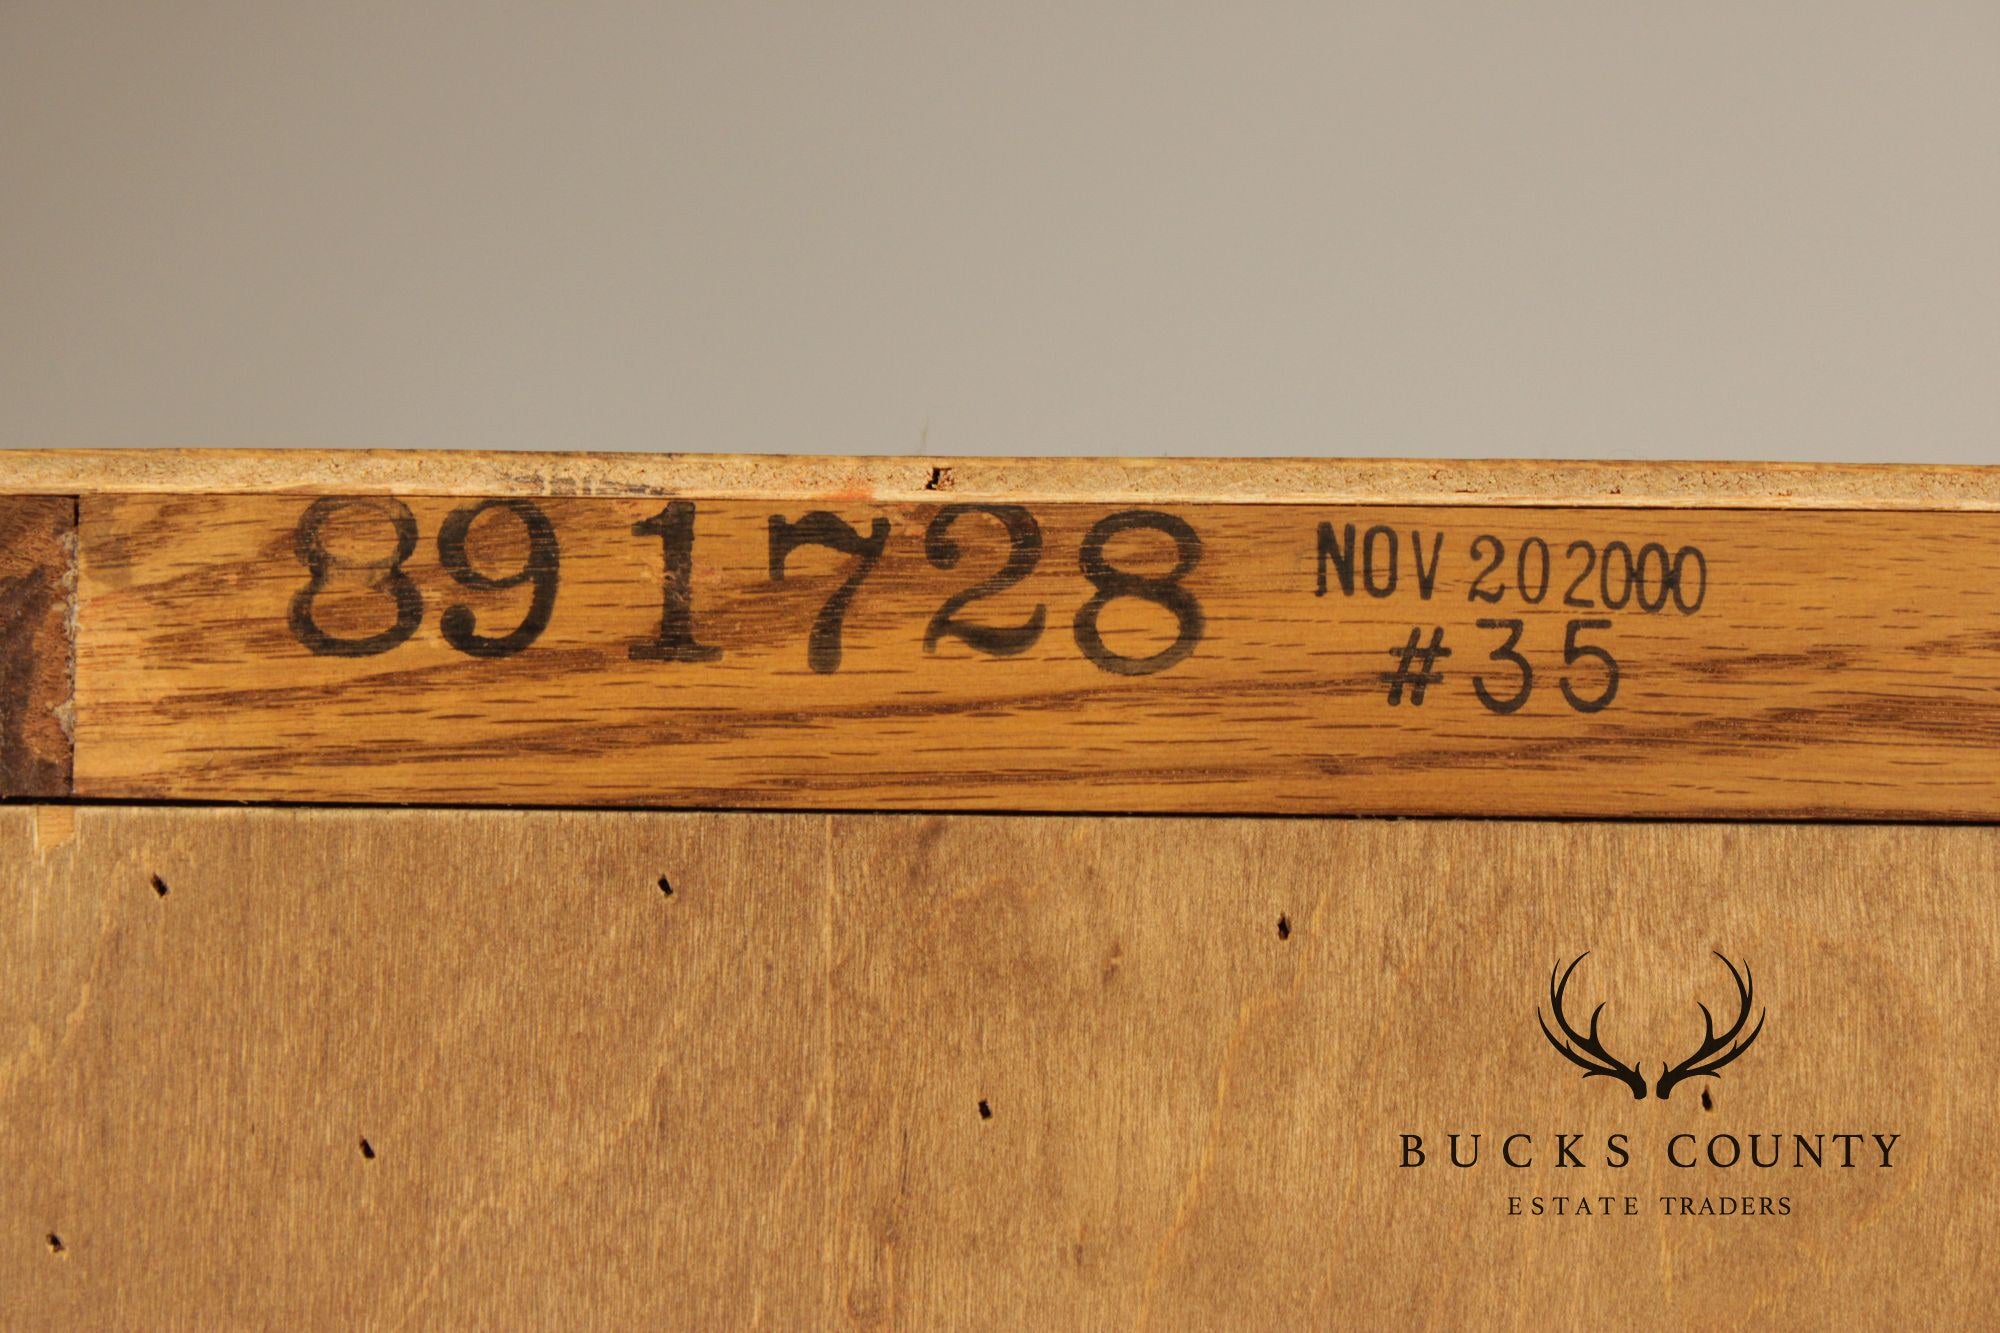 891728 NOV 20 2000
#35
BUCKS COUNTY
ESTATE TRADERS